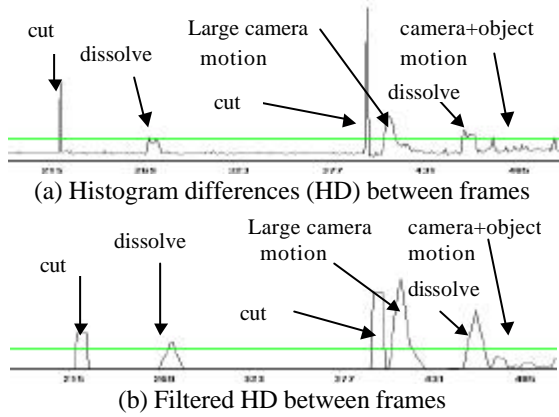 cut
dissolve
Large camera
motion
cut
camera+object
motion
dissolve
215 269 323 377 431 485
(a) Histogram differences (HD) between frames
cut
dissolve
Large camera
motion
cut
camera+object
motion
dissolve
215 269 323 377 431 485
(b) Filtered HD between frames